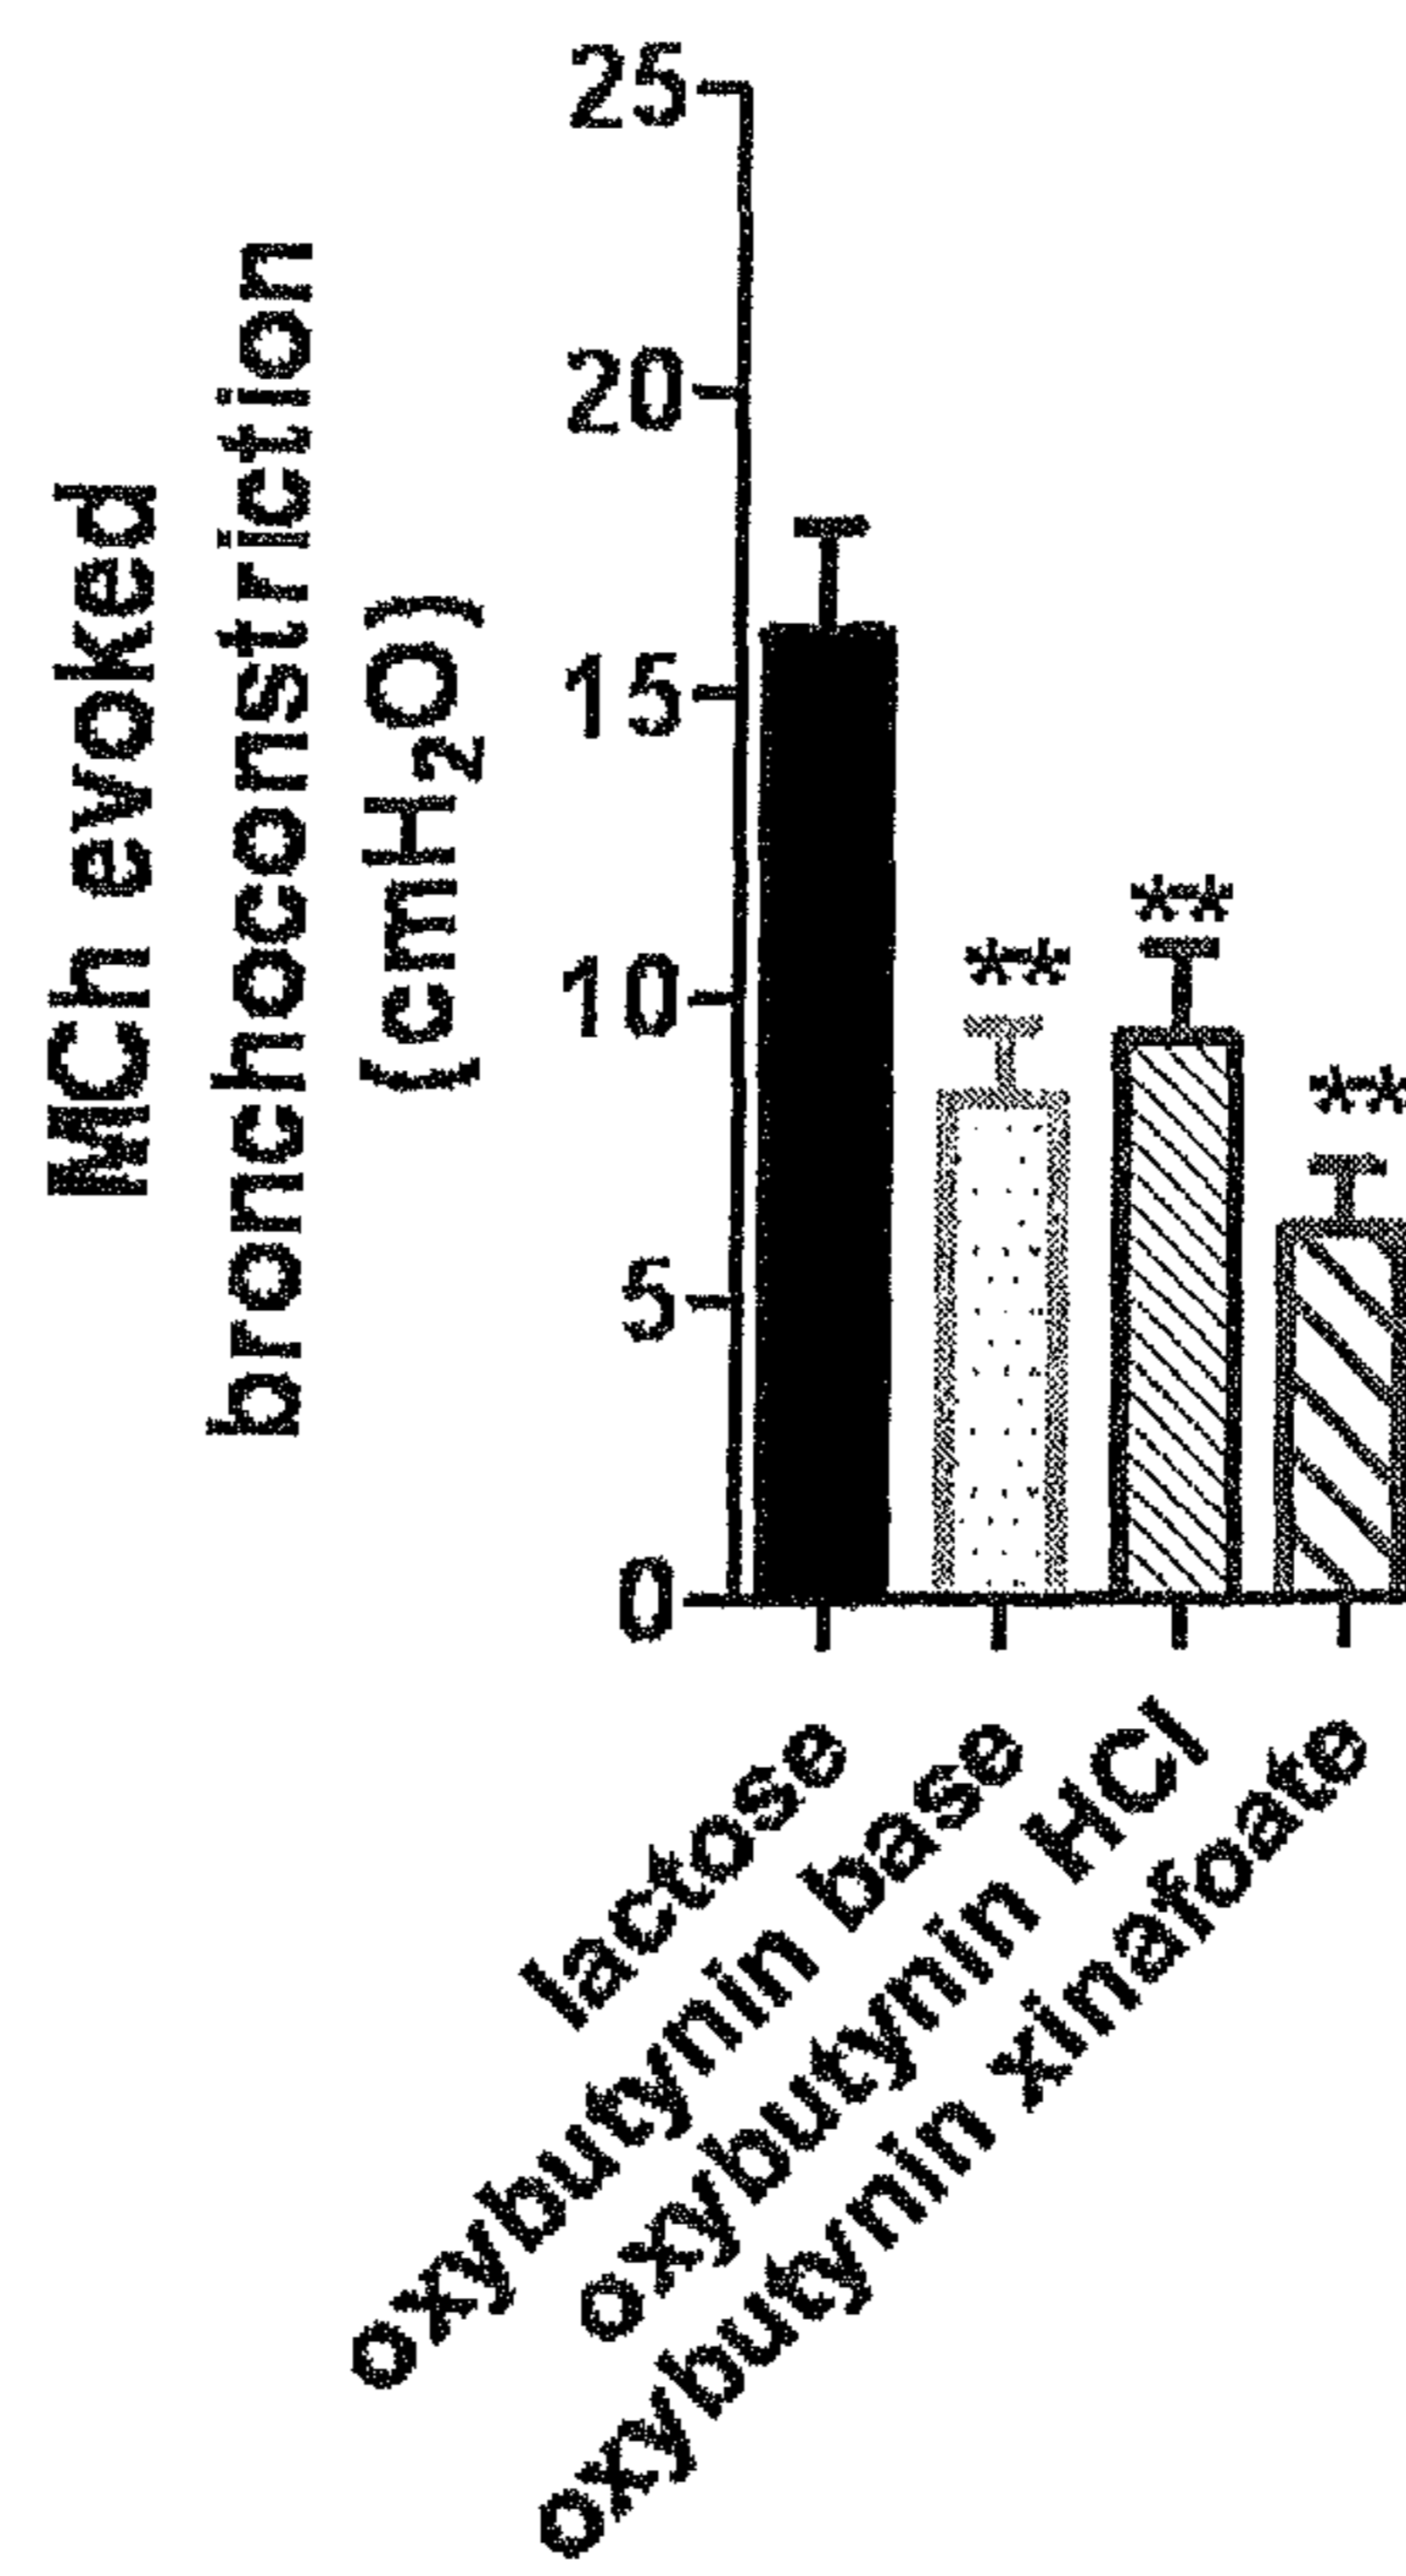 MCh evoked
bronchoconstriction
(cmH₂O)
25
20
15
10
5
0
**
**
**
lactose
oxybutynin base
oxybutynin HCl
oxybutynin xinafoate